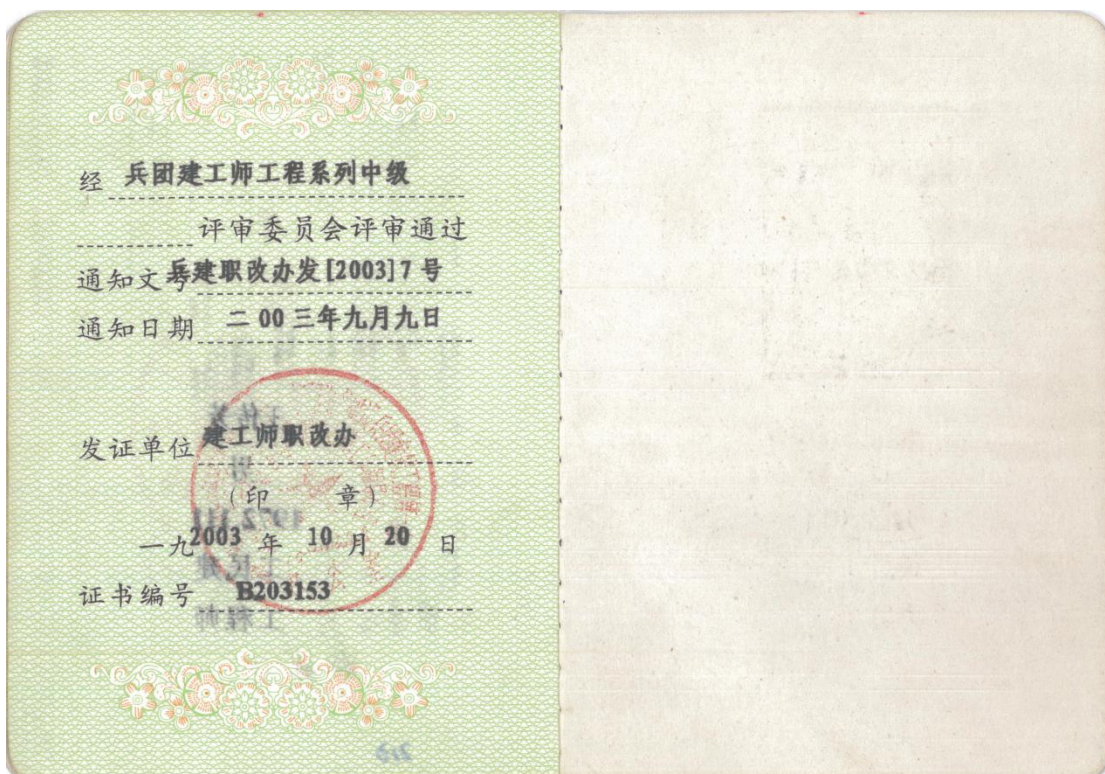 经 兵团建工师工程系列中级
评审委员会评审通过
通知文号兵建职改办发[2003]7 号
通知日期 二00三年九月九日
发证单位 建工师职改办
(印 章)
一九2003年 10 月 20 日
证书编号 B203153